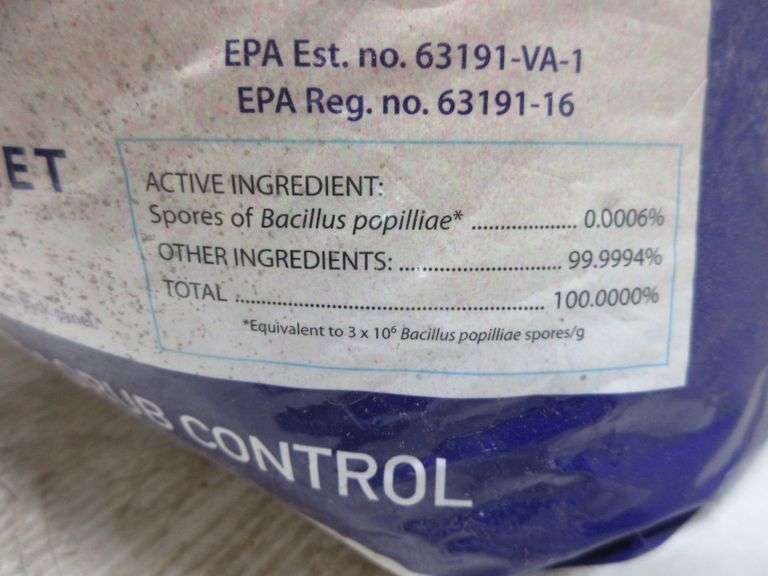 EPA Est. no. 63191-VA-1
EPA Reg. no. 63191-16
ET
ACTIVE INGREDIENT:
Spores of Bacillus popilliae* .................... 0.0006%
OTHER INGREDIENTS: .............................. 99.9994%
TOTAL .......................................................... 100.0000%
*Equivalent to 3 x 10⁶ Bacillus popilliae spores/g
CONTROL